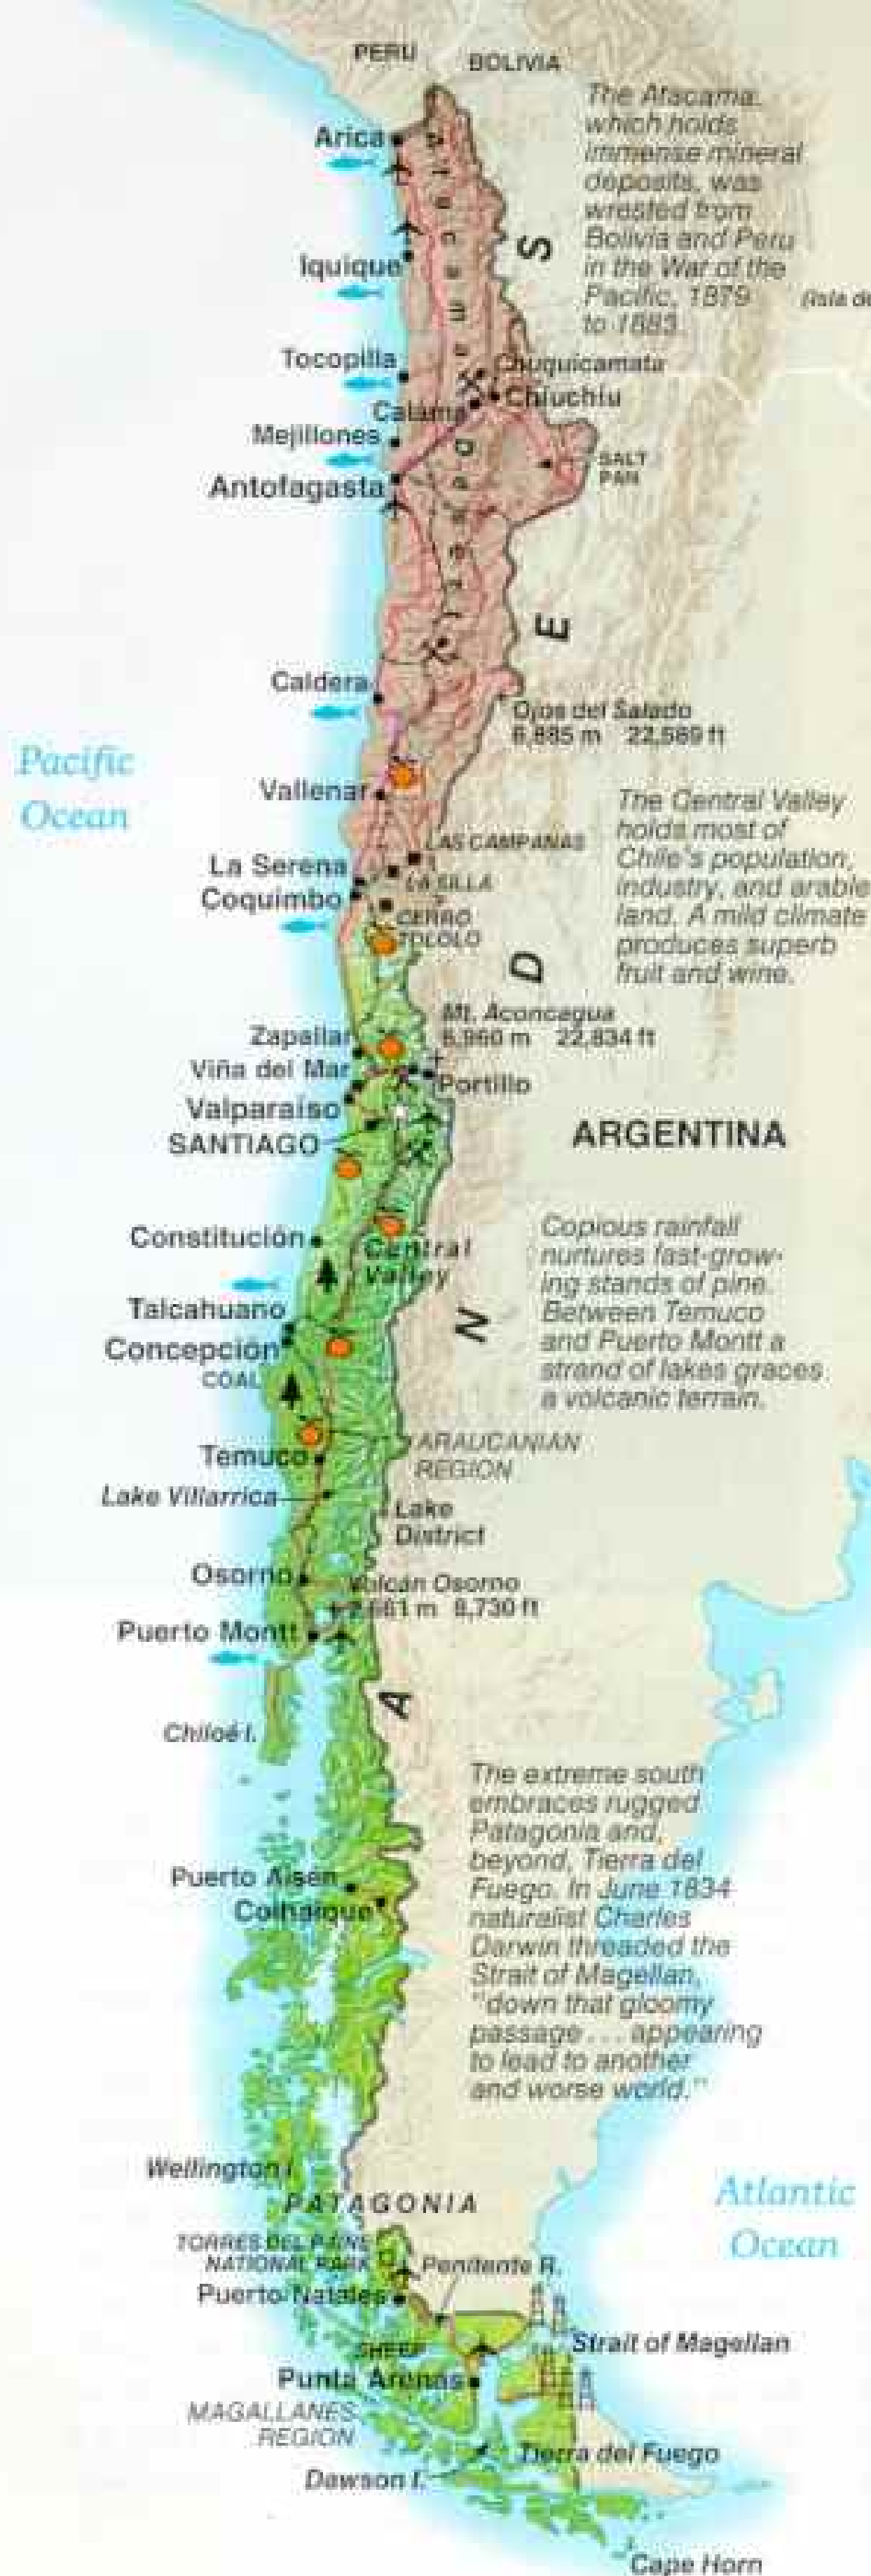 PERU
BOLIVIA
The Atacama,
which holds
immense mineral
deposits, was
wrested from
Bolivia and Peru
in the War of the
Pacific, 1879
to 1883.
(Isla de
Arica
Iquique
Tocopilla
Chuquicamata
Chiuchiu
Calama
Mejillones
SALT
PAN
Antofagasta
Atacama Desert
Caldera
Ojos del Salado
6,885 m 22,589 ft
Pacific
Ocean
Vallenar
The Central Valley
holds most of
Chile's population,
industry, and arable
land. A mild climate
produces superb
fruit and wine.
LAS CAMPANAS
La Serena
LA SILLA
Coquimbo
CERRO
TOLOLO
Mt. Aconcagua
6,960 m 22,834 ft
Zapallar
Viña del Mar
Portillo
Valparaíso
SANTIAGO
ARGENTINA
Constitución
Central
Valley
Copious rainfall
nurtures fast-grow-
ing stands of pine.
Between Temuco
and Puerto Montt a
strand of lakes graces
a volcanic terrain.
Talcahuano
Concepción
COAL
ARAUCANIAN
REGION
Temuco
Lake Villarrica
Lake
District
Osorno
Volcán Osorno
2,661 m 8,730 ft
Puerto Montt
ANDES
Chiloé I.
The extreme south
embraces rugged
Patagonia and,
beyond, Tierra del
Fuego. In June 1834
naturalist Charles
Darwin threaded the
Strait of Magellan,
"down that gloomy
passage . . . appearing
to lead to another
and worse world."
Puerto Aisén
Coihaique
Wellington I.
PATAGONIA
Atlantic
Ocean
TORRES DEL PAINE
NATIONAL PARK
Penitente R.
Puerto Natales
SHEEP
Strait of Magellan
Punta Arenas
MAGALLANES
REGION
Tierra del Fuego
Dawson I.
Cape Horn